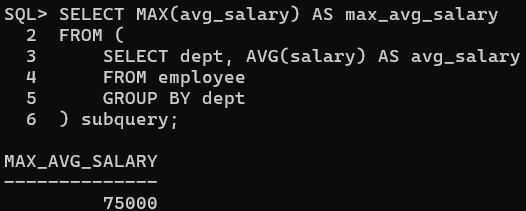 SQL> SELECT MAX(avg_salary) AS max_avg_salary
  2  FROM (
  3      SELECT dept, AVG(salary) AS avg_salary
  4      FROM employee
  5      GROUP BY dept
  6  ) subquery;

MAX_AVG_SALARY
--------------
         75000